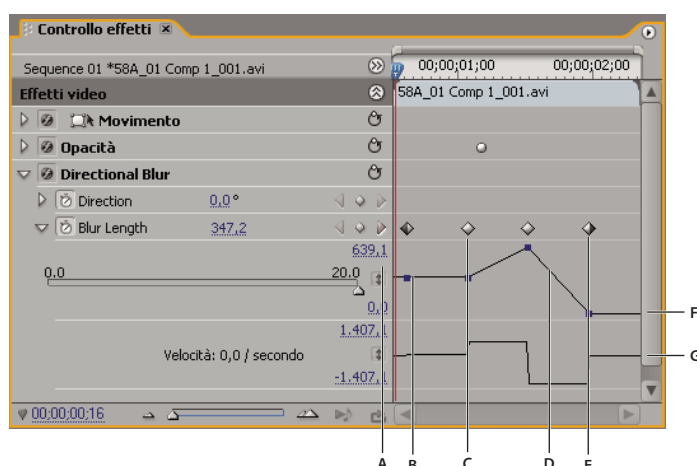 Controllo effetti
Sequence 01 *58A_01 Comp 1_001.avi
00;00;01;00 00;00;02;00
Effetti video
58A_01 Comp 1_001.avi
Movimento
Opacità
Directional Blur
Direction 0,0°
Blur Length 347,2
639,1
0.0 20.0
0,0
F
1.407,1
Velocità: 0,0 / secondo
G
-1.407,1
00;00;00;16
A B C D E